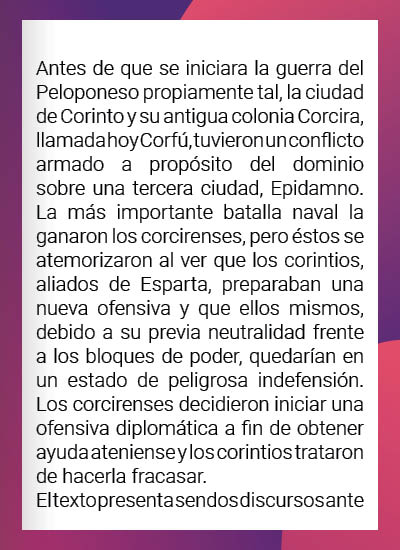 Antes de que se iniciara la guerra del
Peloponeso propiamente tal, la ciudad
de Corinto y su antigua colonia Corcira,
llamada hoy Corfú, tuvieron un conflicto
armado a propósito del dominio
sobre una tercera ciudad, Epidamno.
La más importante batalla naval la
ganaron los corcirenses, pero éstos se
atemorizaron al ver que los corintios,
aliados de Esparta, preparaban una
nueva ofensiva y que ellos mismos,
debido a su previa neutralidad frente
a los bloques de poder, quedarían en
un estado de peligrosa indefensión.
Los corcirenses decidieron iniciar una
ofensiva diplomática a fin de obtener
ayuda ateniense y los corintios trataron
de hacerla fracasar.
El texto presenta sendos discursos ante